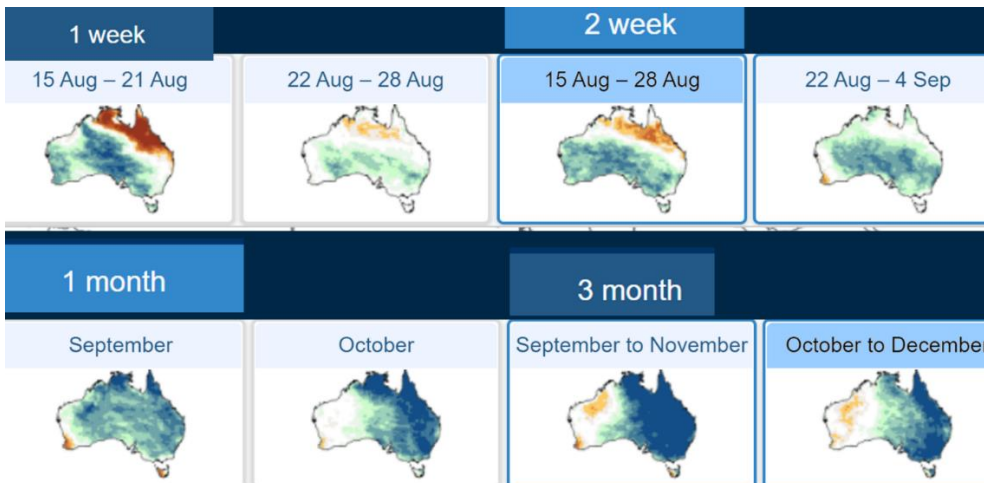 1 week
2 week
15 Aug – 21 Aug
22 Aug – 28 Aug
15 Aug – 28 Aug
22 Aug – 4 Sep
1 month
3 month
September
October
September to November
October to December